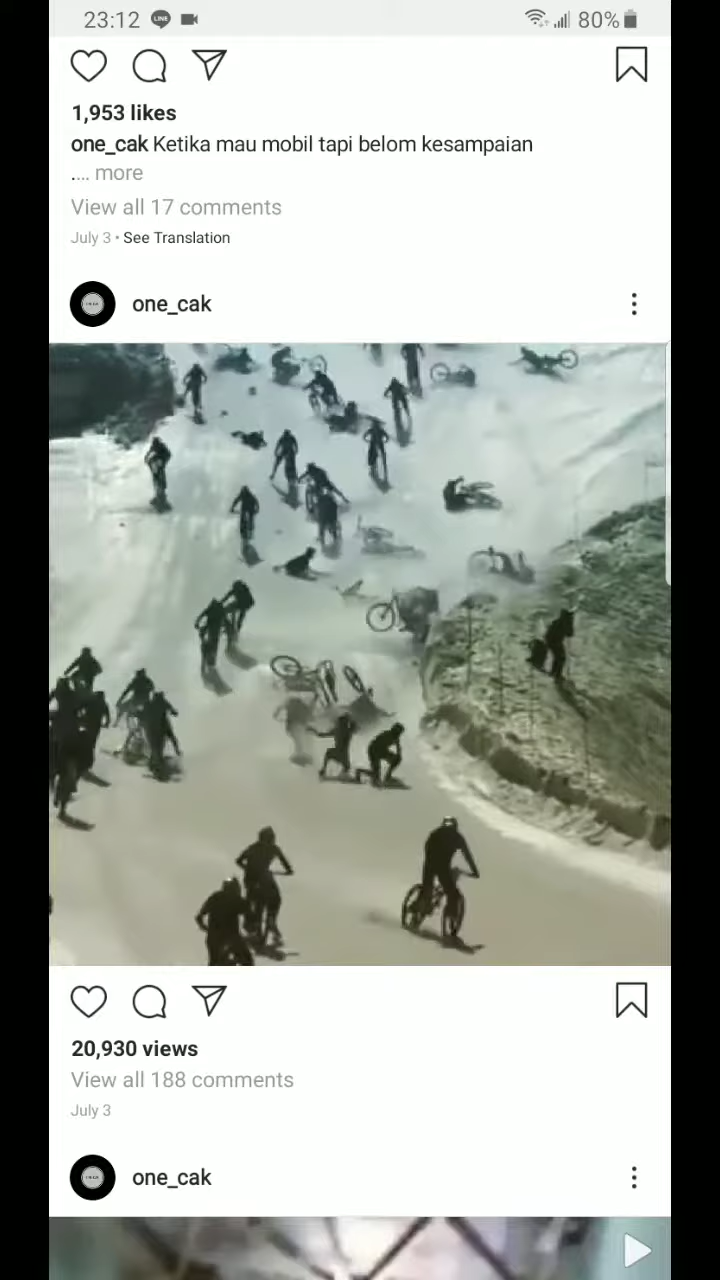 23:12 LINE 80%
1,953 likes
one_cak Ketika mau mobil tapi belom kesampaian
.... more
View all 17 comments
July 3 • See Translation
one_cak
20,930 views
View all 188 comments
July 3
one_cak